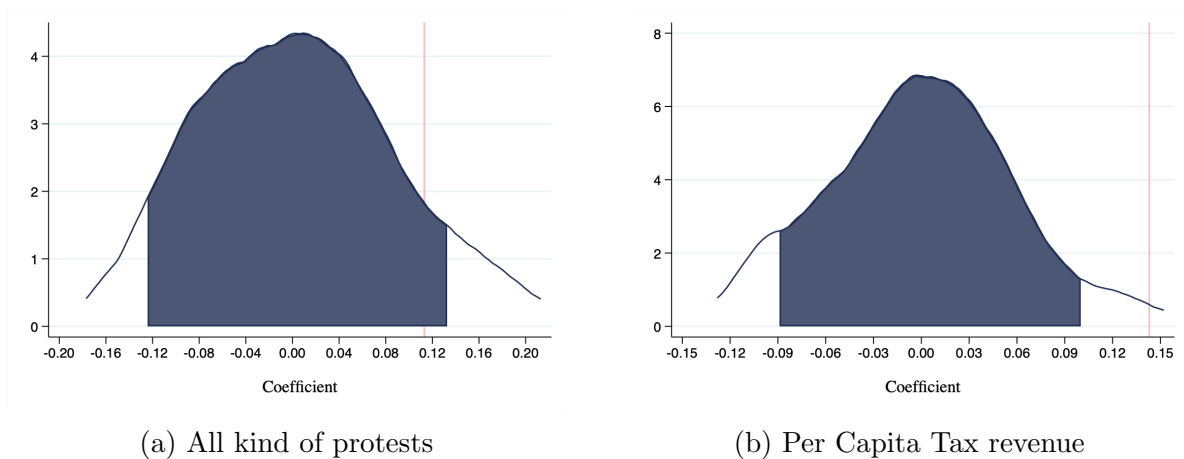 4
3
2
1
0
-0.20 -0.16 -0.12 -0.08 -0.04 0.00 0.04 0.08 0.12 0.16 0.20
Coefficient
(a) All kind of protests
8
6
4
2
0
-0.15 -0.12 -0.09 -0.06 -0.03 0.00 0.03 0.06 0.09 0.12 0.15
Coefficient
(b) Per Capita Tax revenue